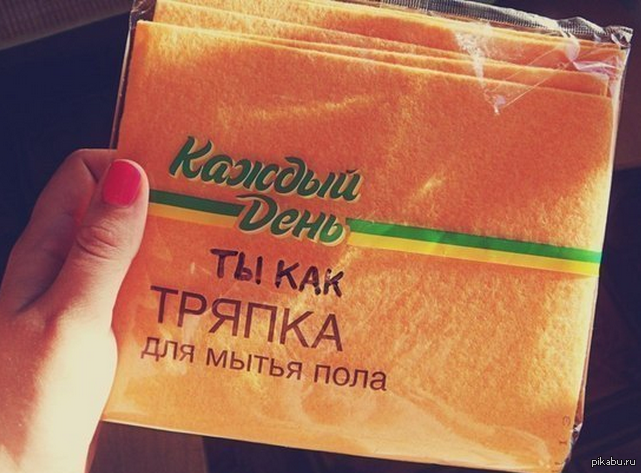 Каждый
День
ТЫ КАК
ТРЯПКА
для мытья пола
pikabu.ru